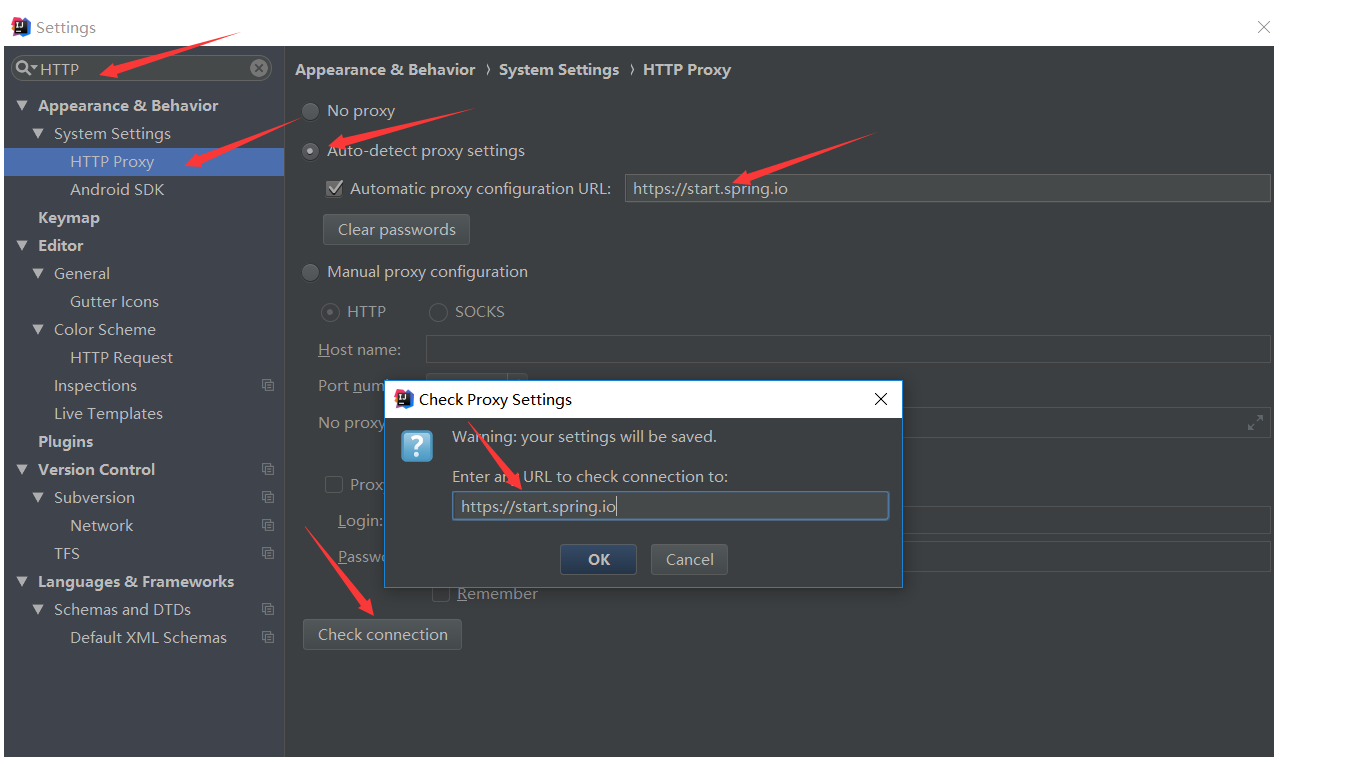 Settings
HTTP
Appearance & Behavior
System Settings
HTTP Proxy
Android SDK
Keymap
Editor
General
Gutter Icons
Color Scheme
HTTP Request
Inspections
Live Templates
Plugins
Version Control
Subversion
Network
TFS
Languages & Frameworks
Schemas and DTDs
Default XML Schemas
Appearance & Behavior › System Settings › HTTP Proxy
No proxy
Auto-detect proxy settings
Automatic proxy configuration URL: https://start.spring.io
Clear passwords
Manual proxy configuration
HTTP SOCKS
Host name:
Port num
No proxy
Prox
Login:
Passw
Remember
Check connection
Check Proxy Settings
Warning: your settings will be saved.
Enter any URL to check connection to:
https://start.spring.io
OK Cancel